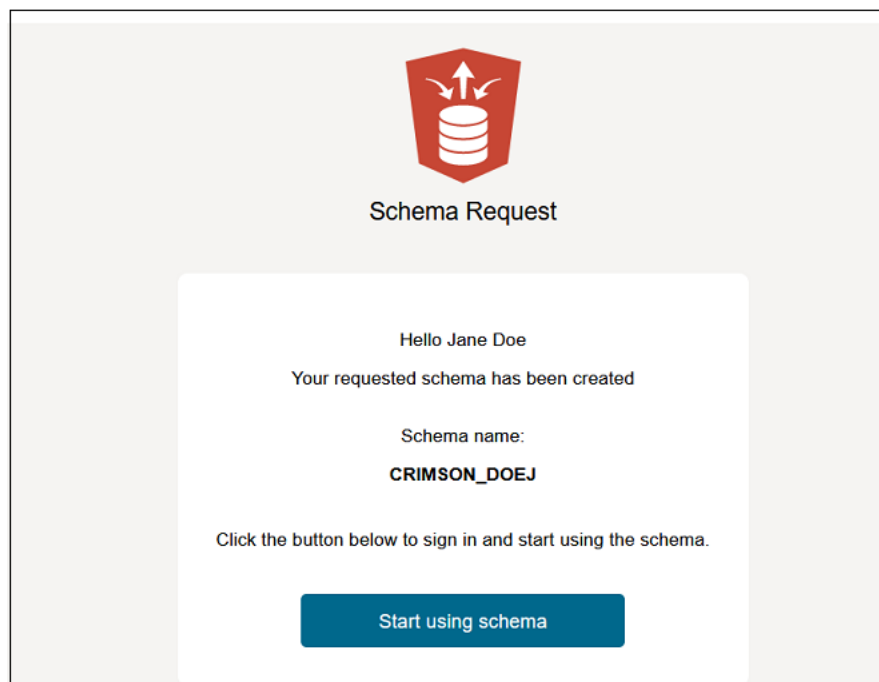 Schema Request
Hello Jane Doe
Your requested schema has been created
Schema name:
CRIMSON_DOEJ
Click the button below to sign in and start using the schema.
Start using schema